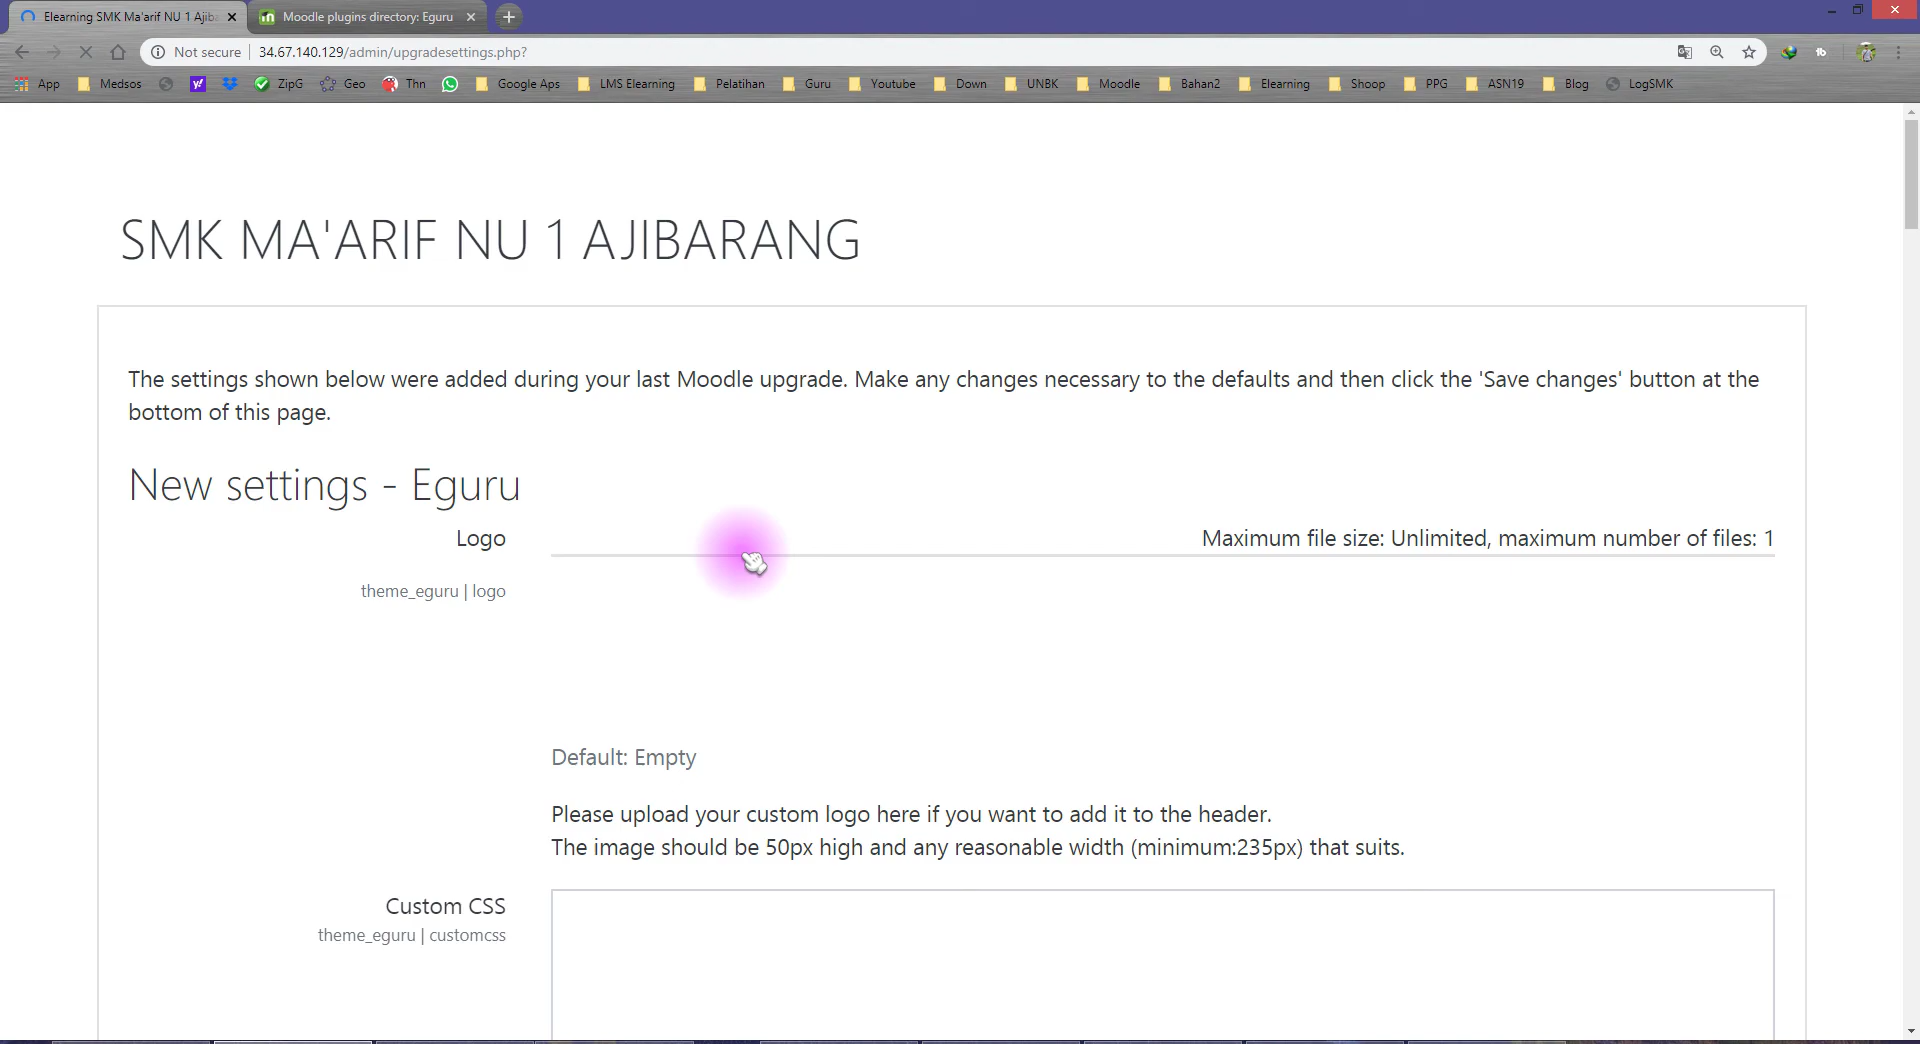 Elearning SMK Ma'arif NU 1 Ajiba
Moodle plugins directory: Eguru
Not secure
34.67.140.129/admin/upgradesettings.php?
App
Medsos
ZipG
Geo
Thn
Google Aps
LMS Elearning
Pelatihan
Guru
Youtube
Down
UNBK
Moodle
Bahan2
Elearning
Shoop
PPG
ASN19
Blog
LogSMK
SMK MA'ARIF NU 1 AJIBARANG
The settings shown below were added during your last Moodle upgrade. Make any changes necessary to the defaults and then click the 'Save changes' button at the
bottom of this page.
New settings - Eguru
Logo
Maximum file size: Unlimited, maximum number of files: 1
theme_eguru | logo
Default: Empty
Please upload your custom logo here if you want to add it to the header.
The image should be 50px high and any reasonable width (minimum:235px) that suits.
Custom CSS
theme_eguru | customcss